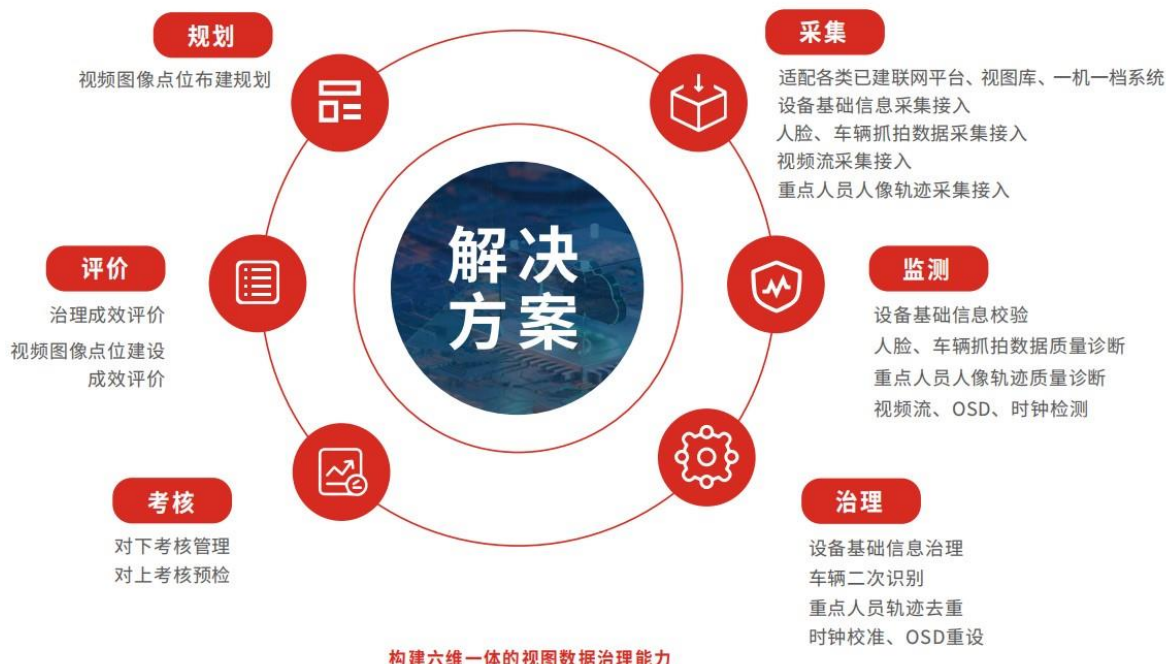 规划
视频图像点位布建规划
采集
适配各类已建联网平台、视图库、一机一档系统
设备基础信息采集接入
人脸、车辆抓拍数据采集接入
视频流采集接入
重点人员人像轨迹采集接入
解决
方案
评价
治理成效评价
视频图像点位建设
成效评价
监测
设备基础信息校验
人脸、车辆抓拍数据质量诊断
重点人员人像轨迹质量诊断
视频流、OSD、时钟检测
考核
对下考核管理
对上考核预检
治理
设备基础信息治理
车辆二次识别
重点人员轨迹去重
时钟校准、OSD重设
构建六维一体的视图数据治理能力